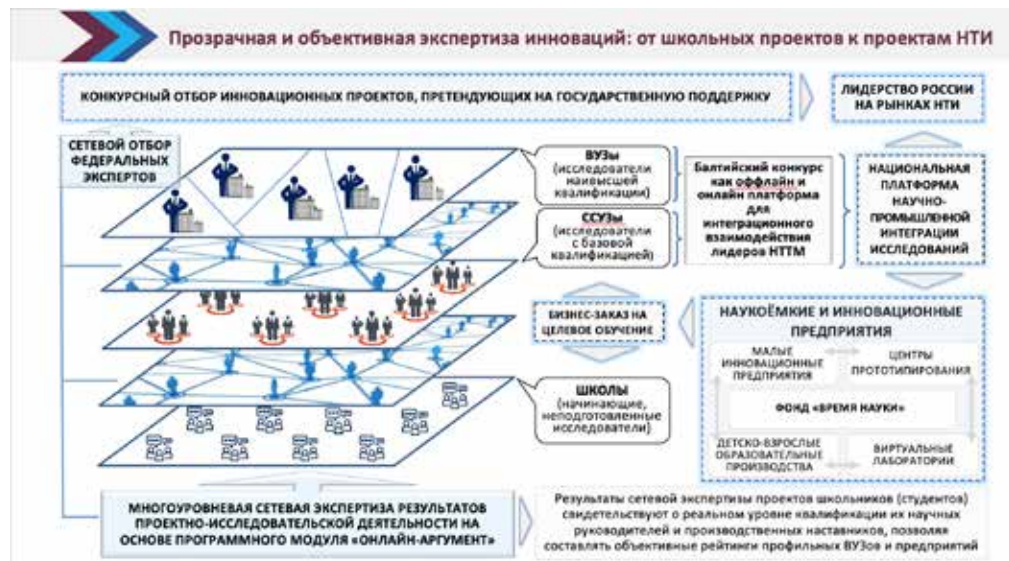 Прозрачная и объективная экспертиза инноваций: от школьных проектов к проектам НТИ
КОНКУРСНЫЙ ОТБОР ИННОВАЦИОННЫХ ПРОЕКТОВ, ПРЕТЕНДУЮЩИХ НА ГОСУДАРСТВЕННУЮ ПОДДЕРЖКУ
ЛИДЕРСТВО РОССИИ
НА РЫНКАХ НТИ
СЕТЕВОЙ ОТБОР
ФЕДЕРАЛЬНЫХ
ЭКСПЕРТОВ
ВУЗы
(исследователи
наивысшей
квалификации)
ССУЗы
(исследователи
с базовой
квалификацией)
Балтийский конкурс
как оффлайн и
онлайн платформа
для
интеграционного
взаимодействия
лидеров НТТМ
НАЦИОНАЛЬНАЯ
ПЛАТФОРМА
НАУЧНО-
ПРОМЫШЛЕННОЙ
ИНТЕГРАЦИИ
ИССЛЕДОВАНИЙ
БИЗНЕС-ЗАКАЗ НА
ЦЕЛЕВОЕ ОБУЧЕНИЕ
НАУКОЁМКИЕ И ИННОВАЦИОННЫЕ
ПРЕДПРИЯТИЯ
МАЛЫЕ
ИННОВАЦИОННЫЕ
ПРЕДПРИЯТИЯ
ЦЕНТРЫ
ПРОТОТИПИРОВАНИЯ
ФОНД «ВРЕМЯ НАУКИ»
ДЕТСКО-ВЗРОСЛЫЕ
ОБРАЗОВАТЕЛЬНЫЕ
ПРОИЗВОДСТВА
ВИРТУАЛЬНЫЕ
ЛАБОРАТОРИИ
ШКОЛЫ
(начинающие,
неподготовленные
исследователи)
МНОГОУРОВНЕВАЯ СЕТЕВАЯ ЭКСПЕРТИЗА РЕЗУЛЬТАТОВ
ПРОЕКТНО-ИССЛЕДОВАТЕЛЬСКОЙ ДЕЯТЕЛЬНОСТИ НА
ОСНОВЕ ПРОГРАММНОГО МОДУЛЯ «ОНЛАЙН-АРГУМЕНТ»
Результаты сетевой экспертизы проектов школьников (студентов)
свидетельствуют о реальном уровне квалификации их научных
руководителей и производственных наставников, позволяя
составлять объективные рейтинги профильных ВУЗов и предприятий